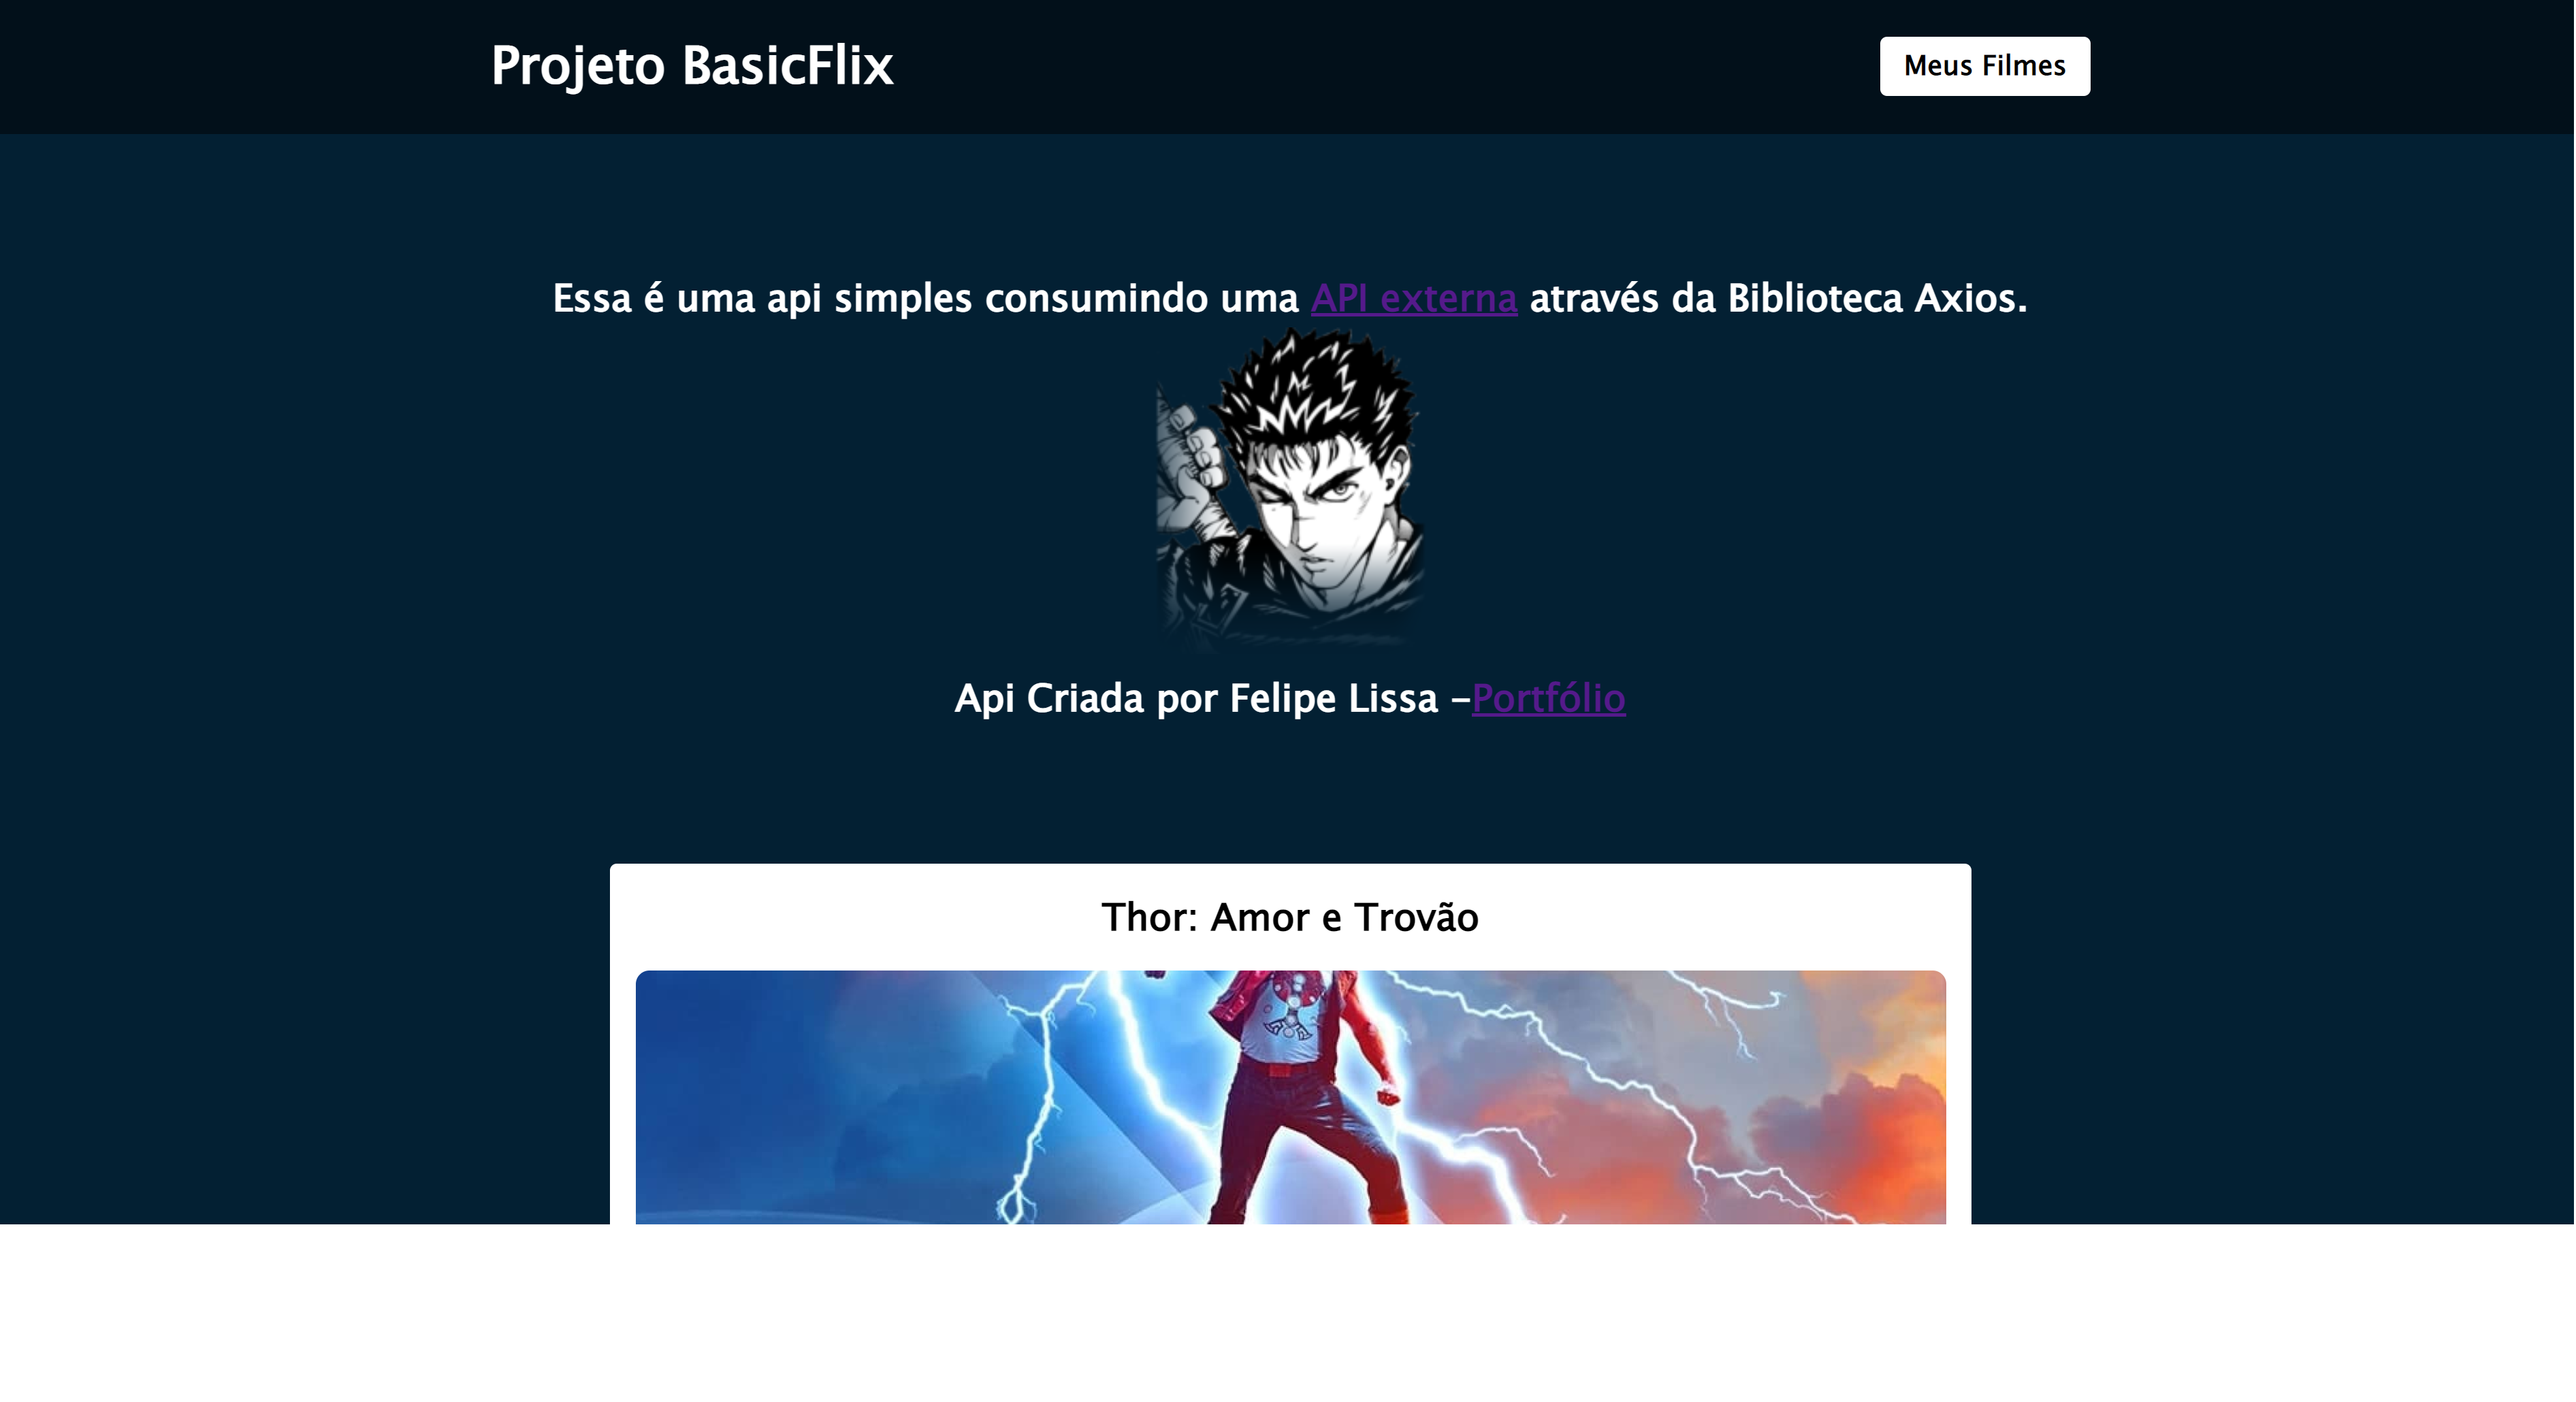 Projeto BasicFlix
Meus Filmes
Essa é uma api simples consumindo uma API externa através da Biblioteca Axios.
Api Criada por Felipe Lissa –Portfólio
Thor: Amor e Trovão